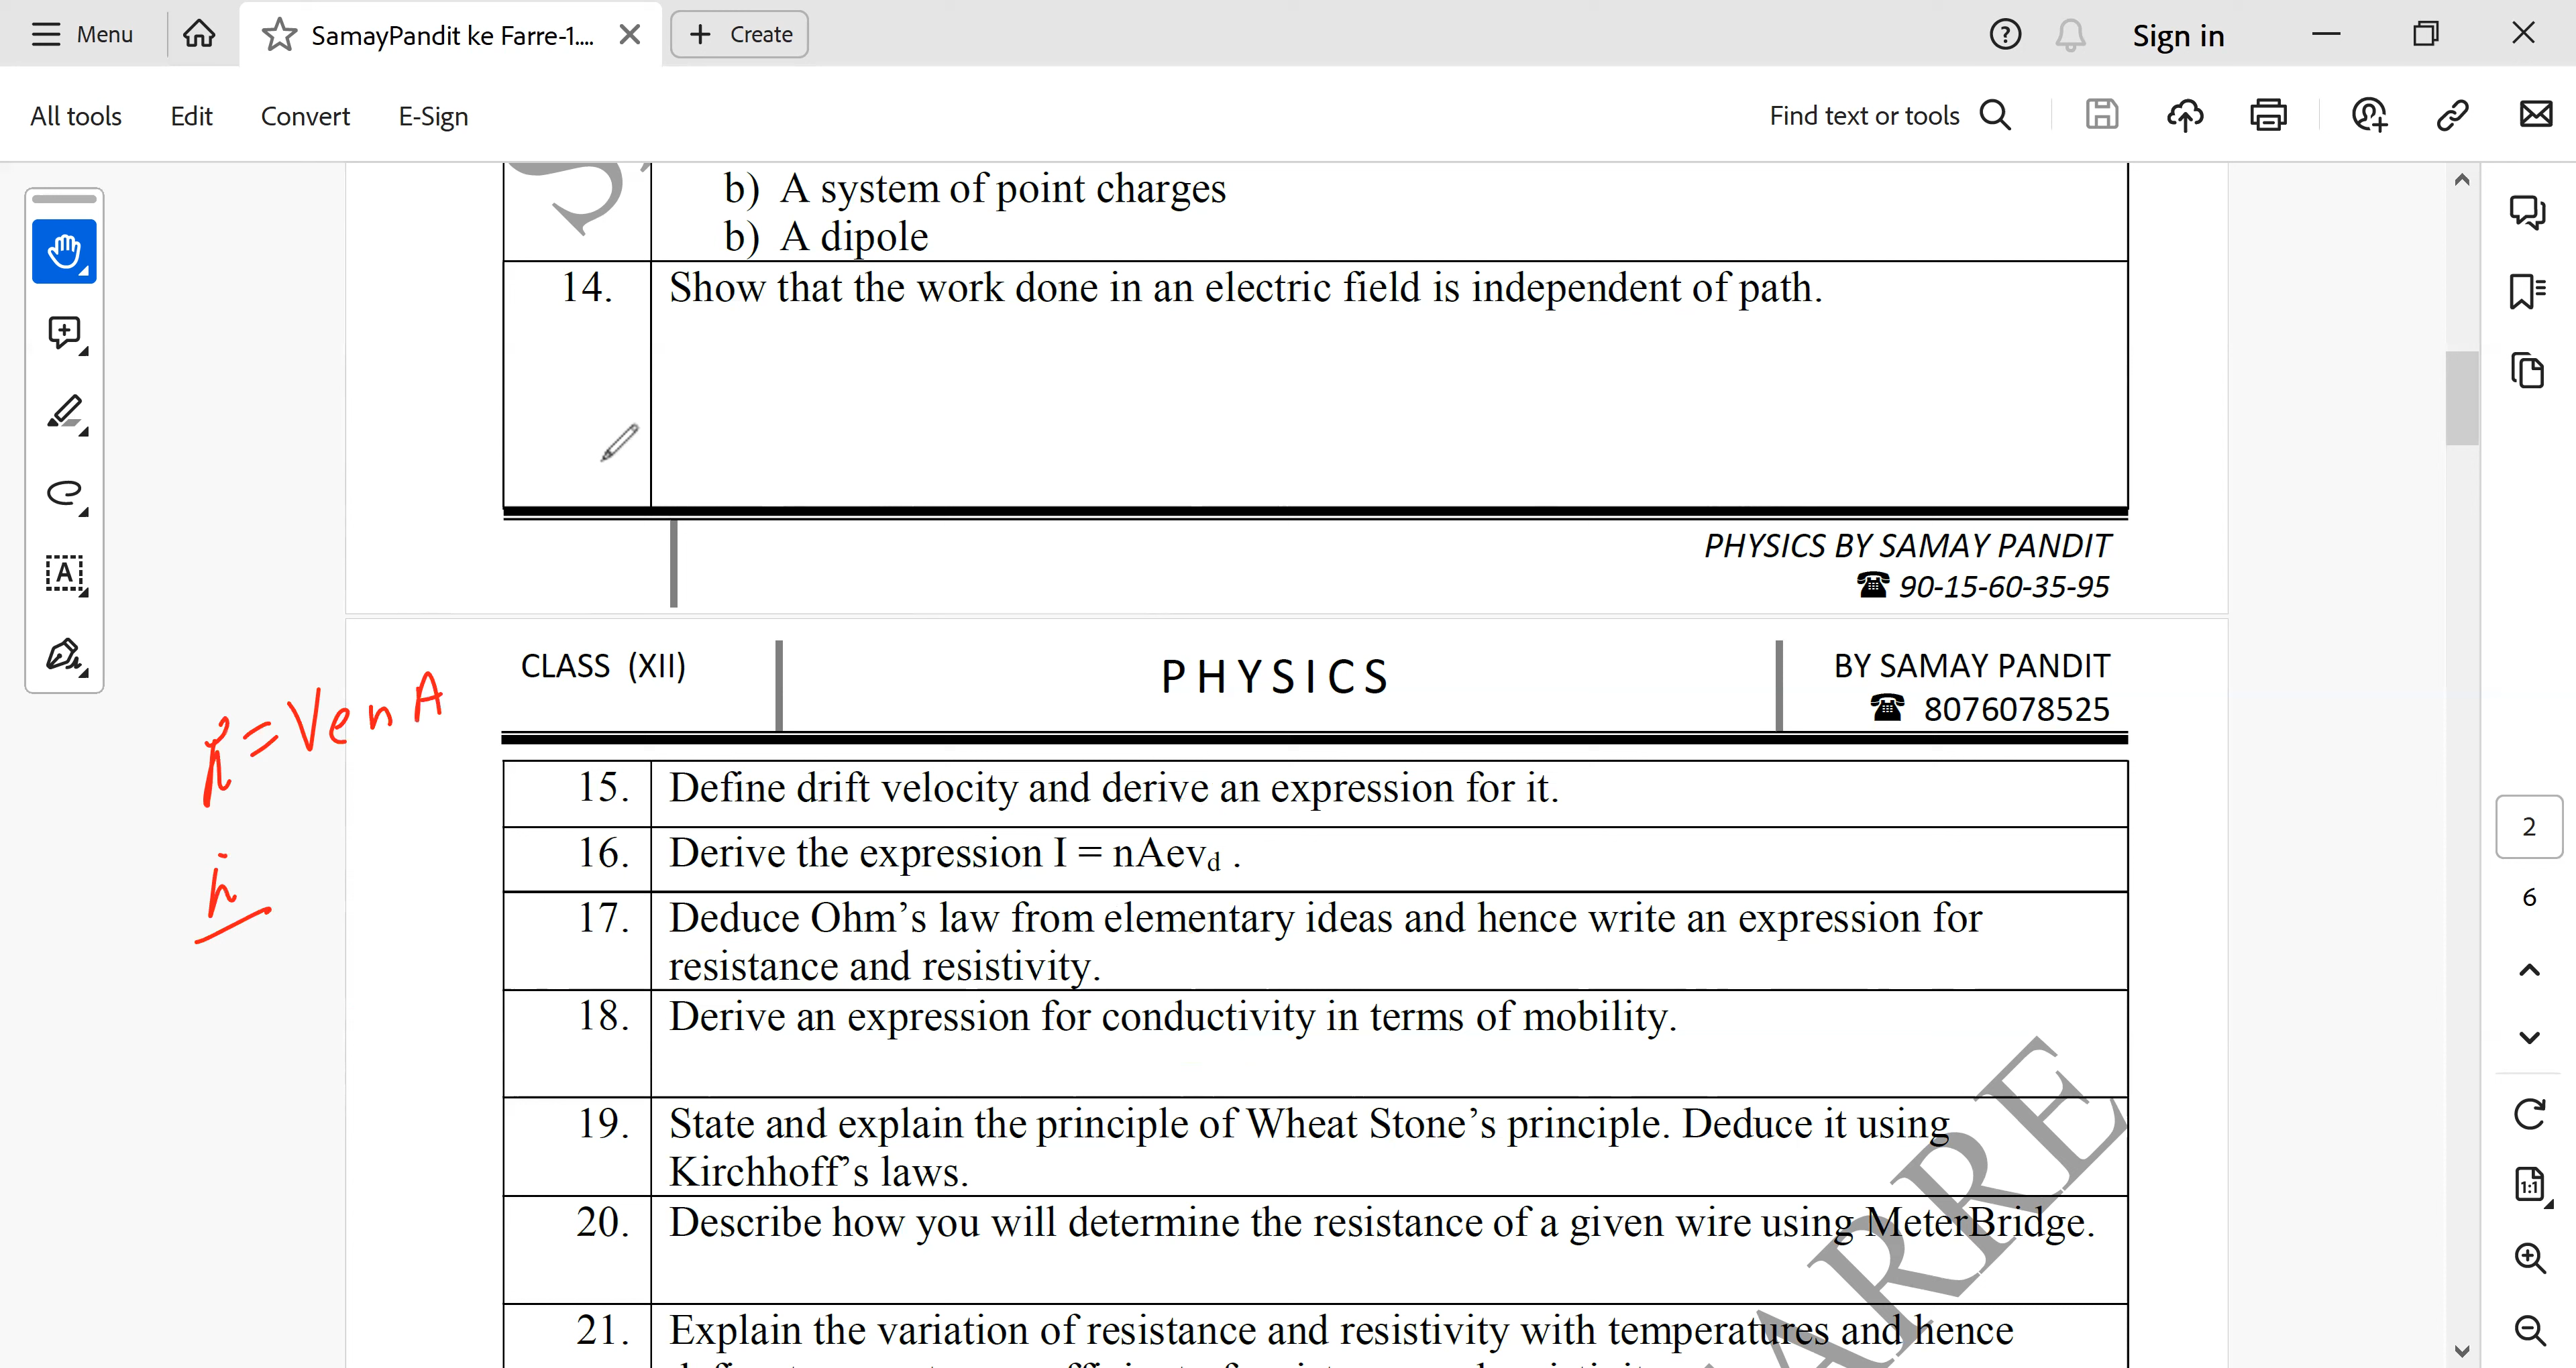 Menu
SamayPandit ke Farre-1....
Create
Sign in
All tools
Edit
Convert
E-Sign
Find text or tools
b) A system of point charges
b) A dipole
14. Show that the work done in an electric field is independent of path.
PHYSICS BY SAMAY PANDIT
☎ 90-15-60-35-95
CLASS (XII)
PHYSICS
BY SAMAY PANDIT
☎ 8076078525
i = VenA
15. Define drift velocity and derive an expression for it.
16. Derive the expression I = nAevd .
17. Deduce Ohm's law from elementary ideas and hence write an expression for
resistance and resistivity.
18. Derive an expression for conductivity in terms of mobility.
19. State and explain the principle of Wheat Stone's principle. Deduce it using
Kirchhoff's laws.
20. Describe how you will determine the resistance of a given wire using MeterBridge.
21. Explain the variation of resistance and resistivity with temperatures and hence
ARRE
2
6
1:1